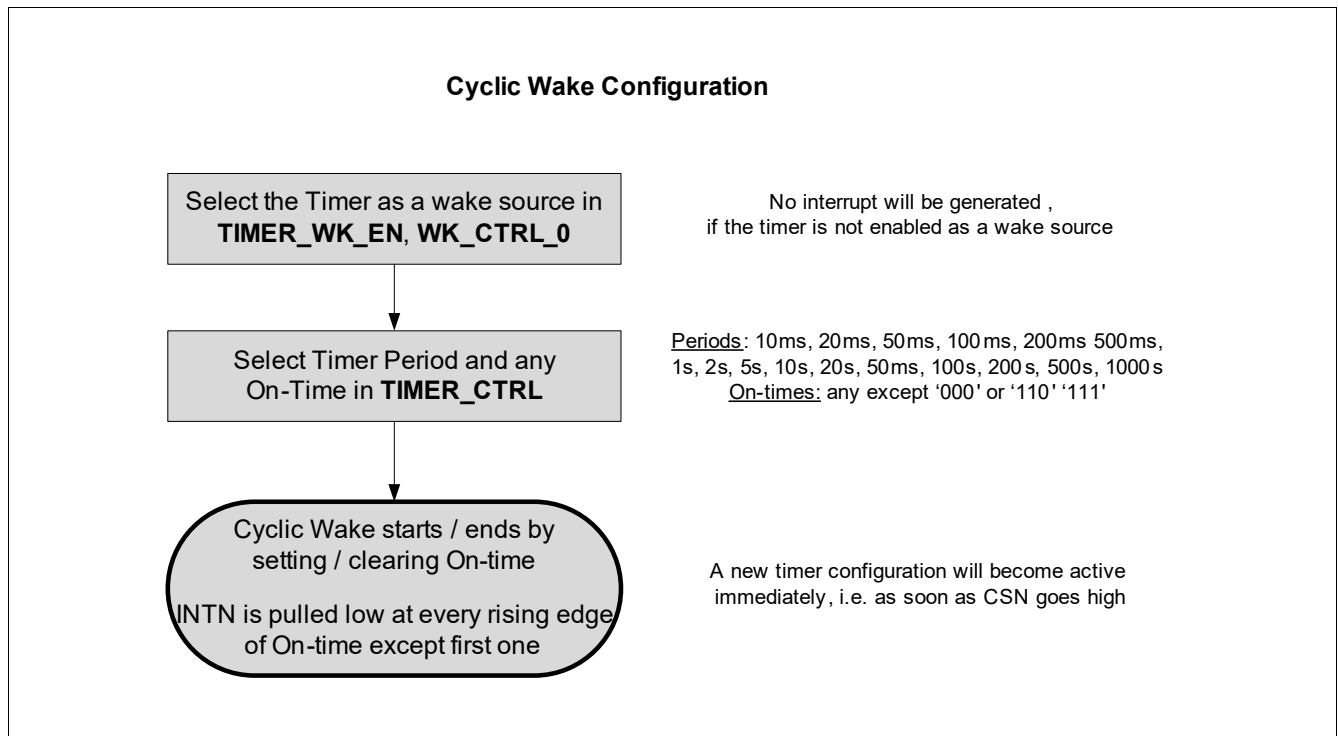 Cyclic Wake Configuration
Select the Timer as a wake source in
TIMER_WK_EN, WK_CTRL_0
No interrupt will be generated ,
if the timer is not enabled as a wake source
Select Timer Period and any
On-Time in TIMER_CTRL
Periods: 10ms, 20ms, 50ms, 100ms, 200ms 500ms,
1s, 2s, 5s, 10s, 20s, 50ms, 100s, 200s, 500s, 1000s
On-times: any except ‘000' or ‘110' ‘111'
Cyclic Wake starts / ends by
setting / clearing On-time
INTN is pulled low at every rising edge
of On-time except first one
A new timer configuration will become active
immediately, i.e. as soon as CSN goes high